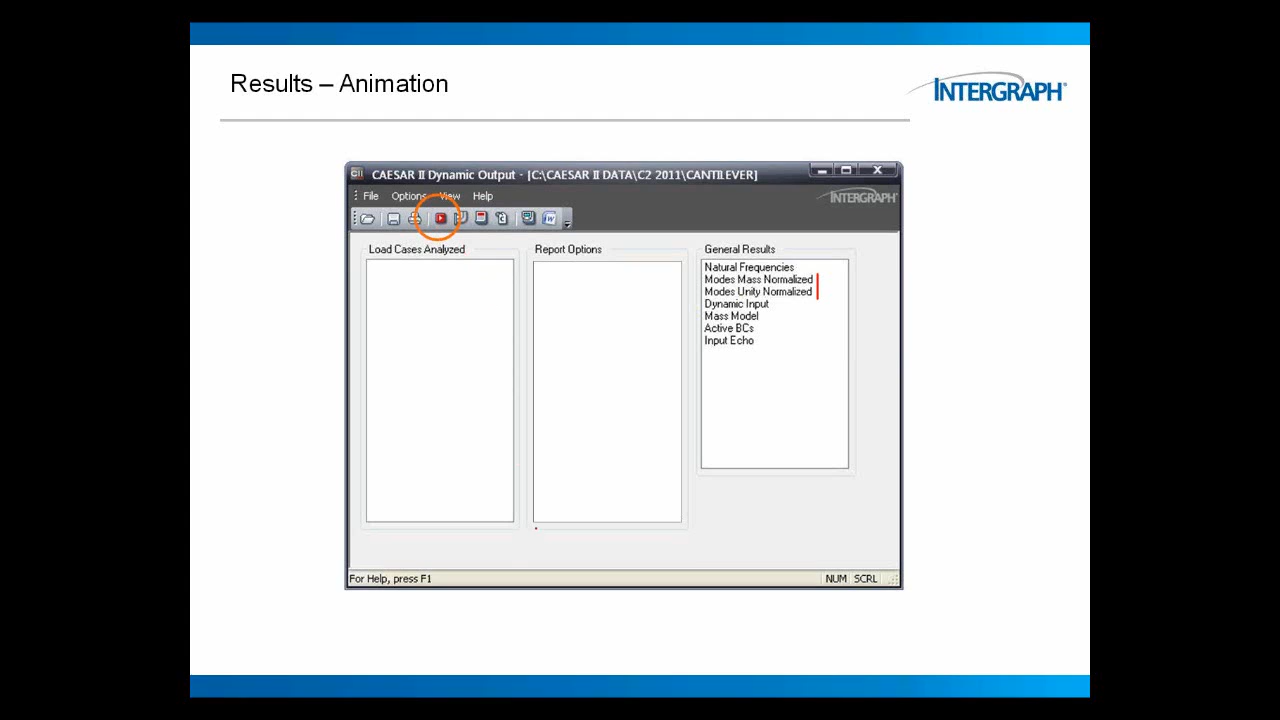 Results – Animation
INTERGRAPH
CII CAESAR II Dynamic Output - [C:\CAESAR II DATA\C2 2011\CANTILEVER]
File Options View Help
INTERGRAPH
Load Cases Analyzed
Report Options
General Results
Natural Frequencies
Modes Mass Normalized
Modes Unity Normalized
Dynamic Input
Mass Model
Active BCs
Input Echo
For Help, press F1
NUM SCRL